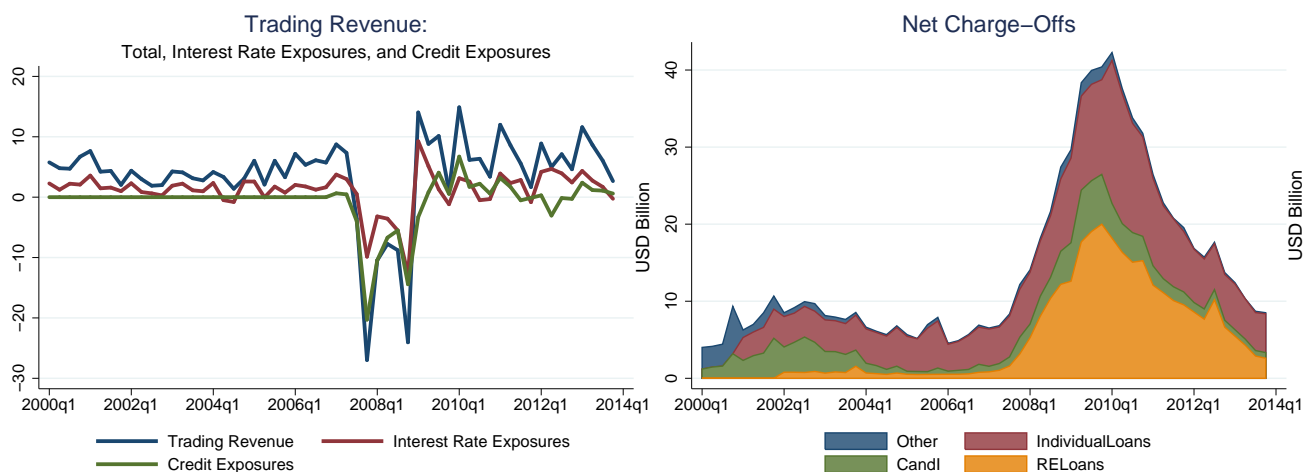 Trading Revenue:
Total, Interest Rate Exposures, and Credit Exposures
20
10
0
−10
−20
−30
USD Billion
2000q1 2002q1 2004q1 2006q1 2008q1 2010q1 2012q1 2014q1
Trading Revenue Interest Rate Exposures
Credit Exposures
Net Charge−Offs
40
30
20
10
0
USD Billion
2000q1 2002q1 2004q1 2006q1 2008q1 2010q1 2012q1 2014q1
Other IndividualLoans
CandI RELoans